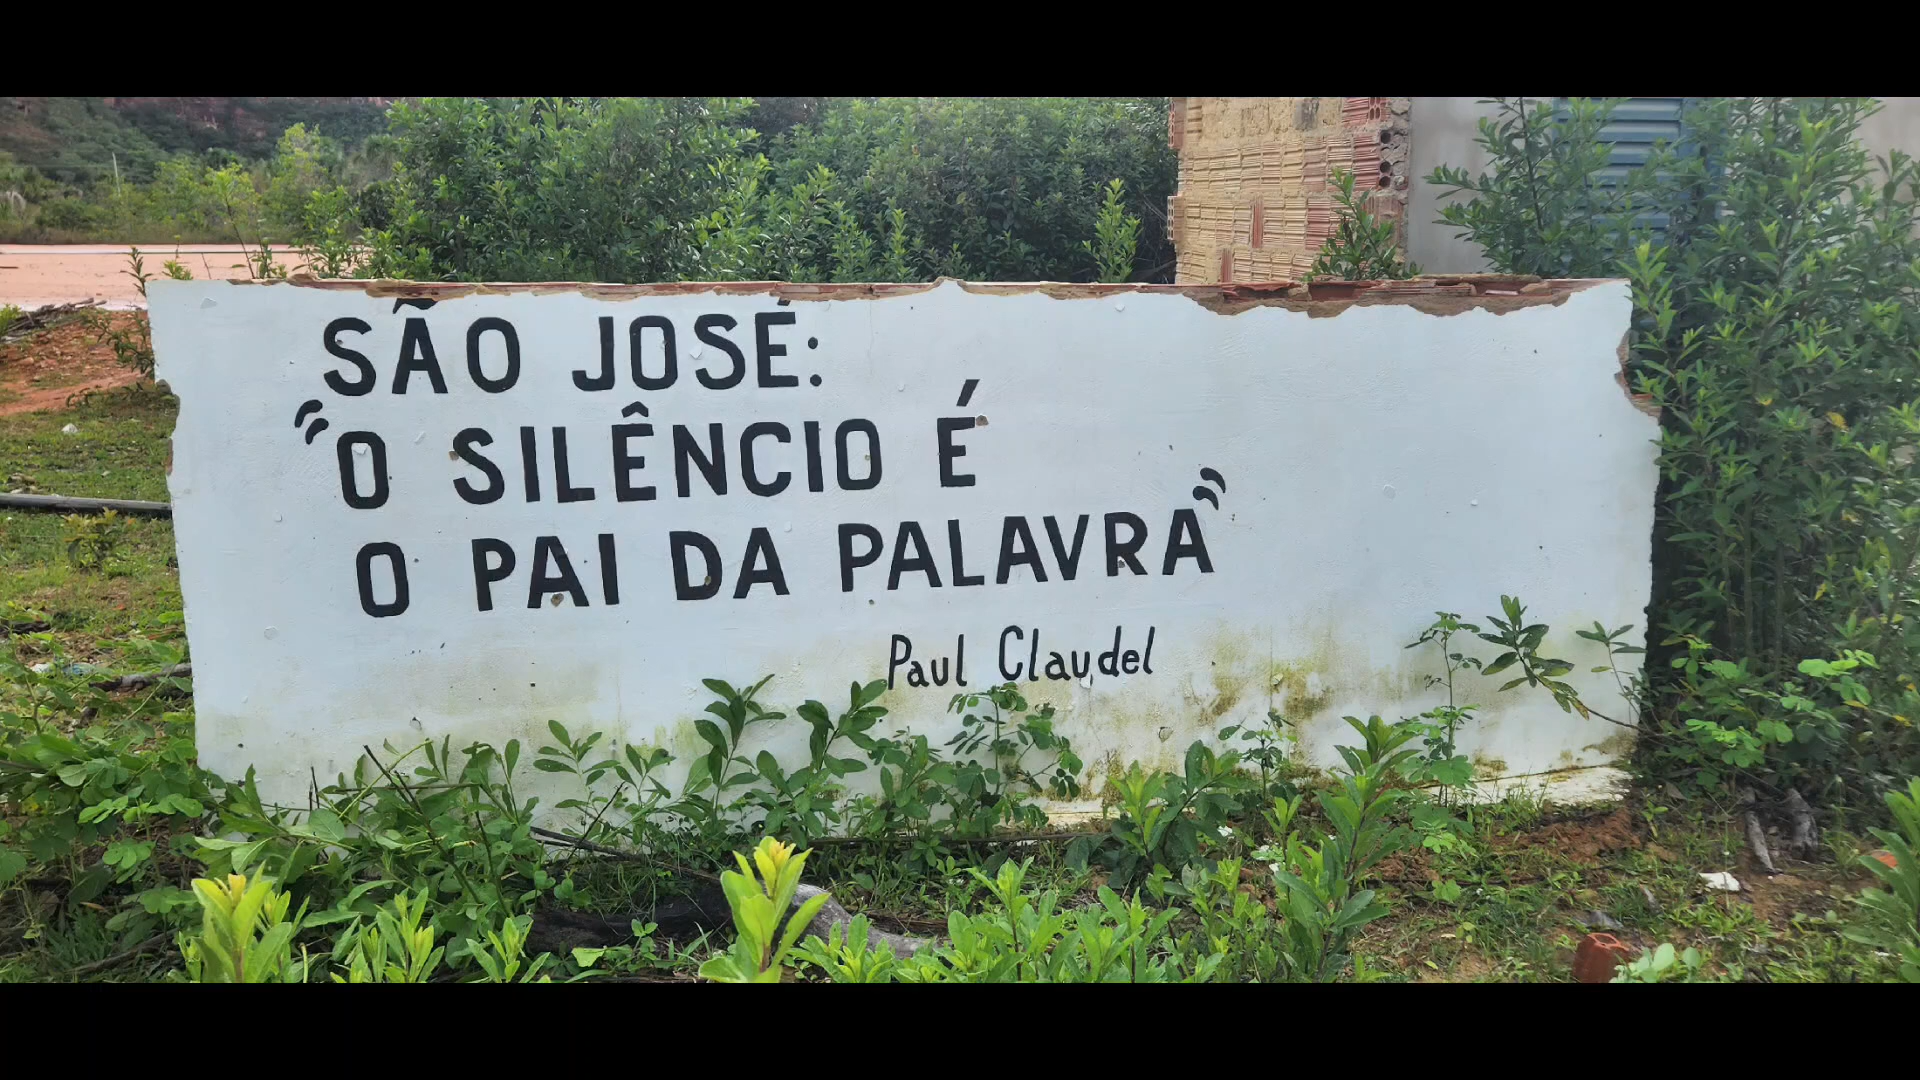 SÃO JOSÉ:
"O SILÊNCIO É
O PAI DA PALAVRA"
Paul Claudel